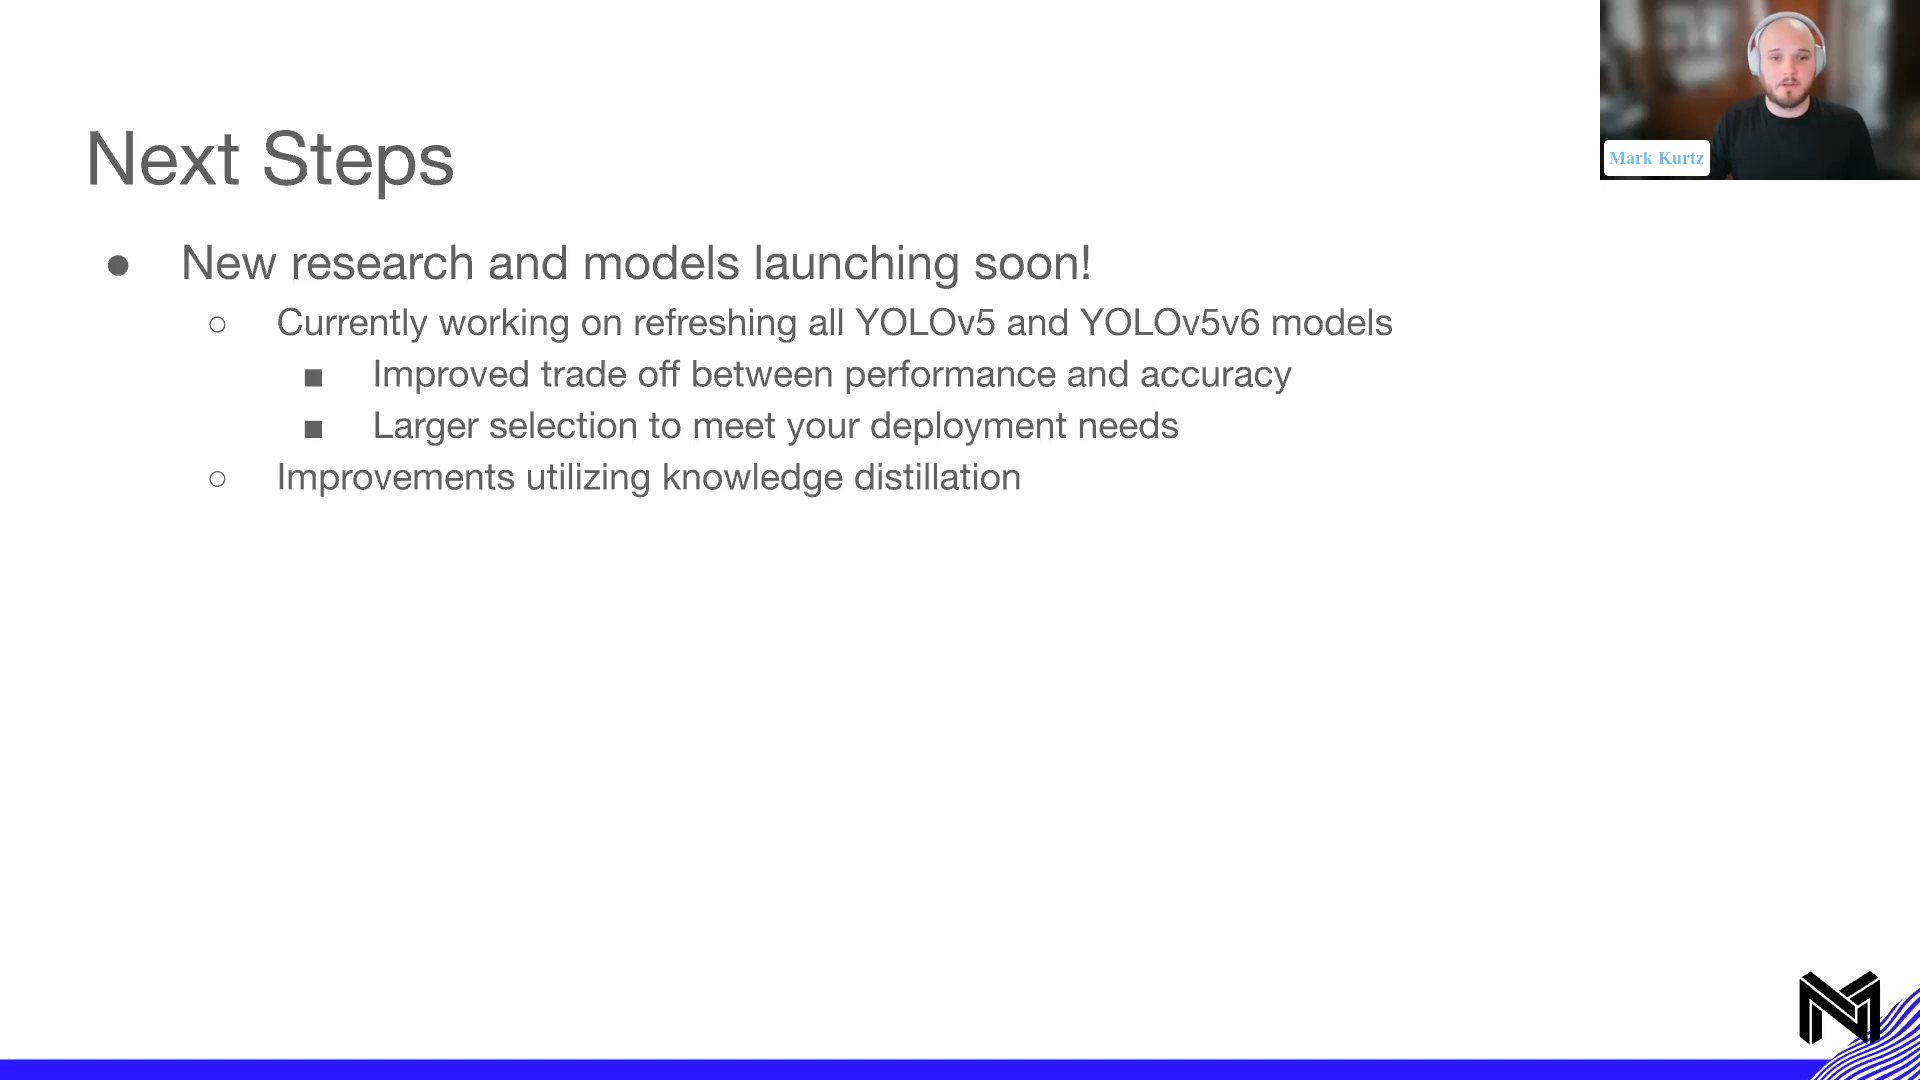 Mark Kurtz
Next Steps
● New research and models launching soon!
○ Currently working on refreshing all YOLOv5 and YOLOv5v6 models
■ Improved trade off between performance and accuracy
■ Larger selection to meet your deployment needs
○ Improvements utilizing knowledge distillation